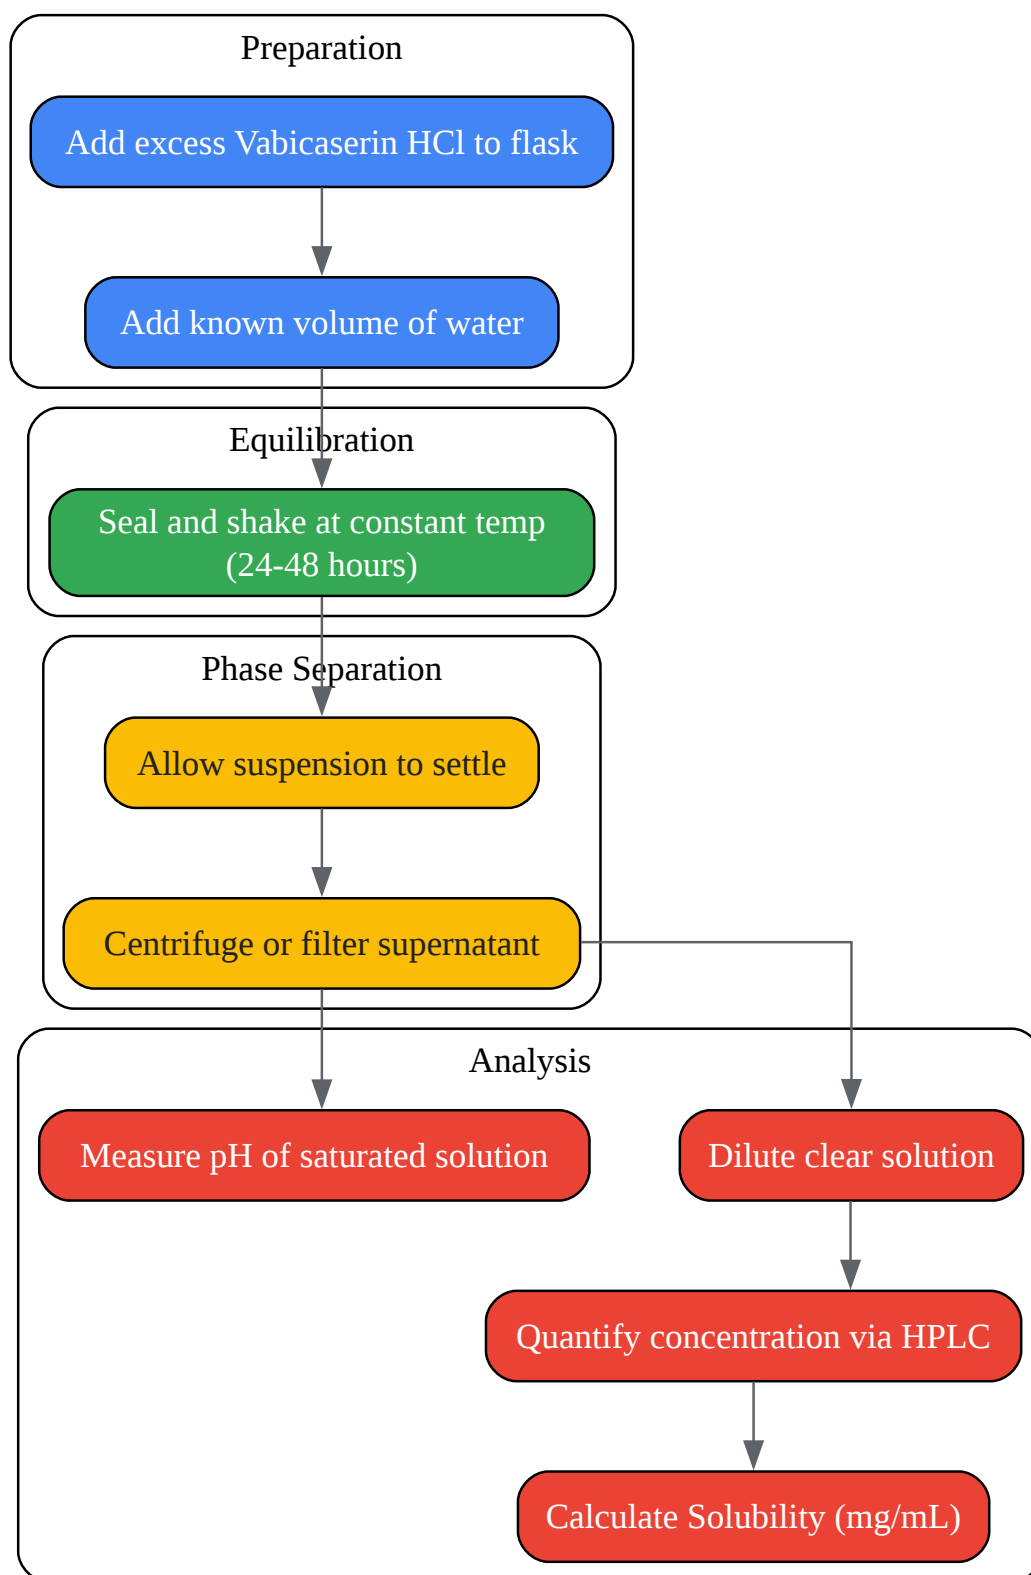 Preparation
Add excess Vabicaserin HCl to flask
Add known volume of water
Equilibration
Seal and shake at constant temp
(24-48 hours)
Phase Separation
Allow suspension to settle
Centrifuge or filter supernatant
Analysis
Measure pH of saturated solution
Dilute clear solution
Quantify concentration via HPLC
Calculate Solubility (mg/mL)